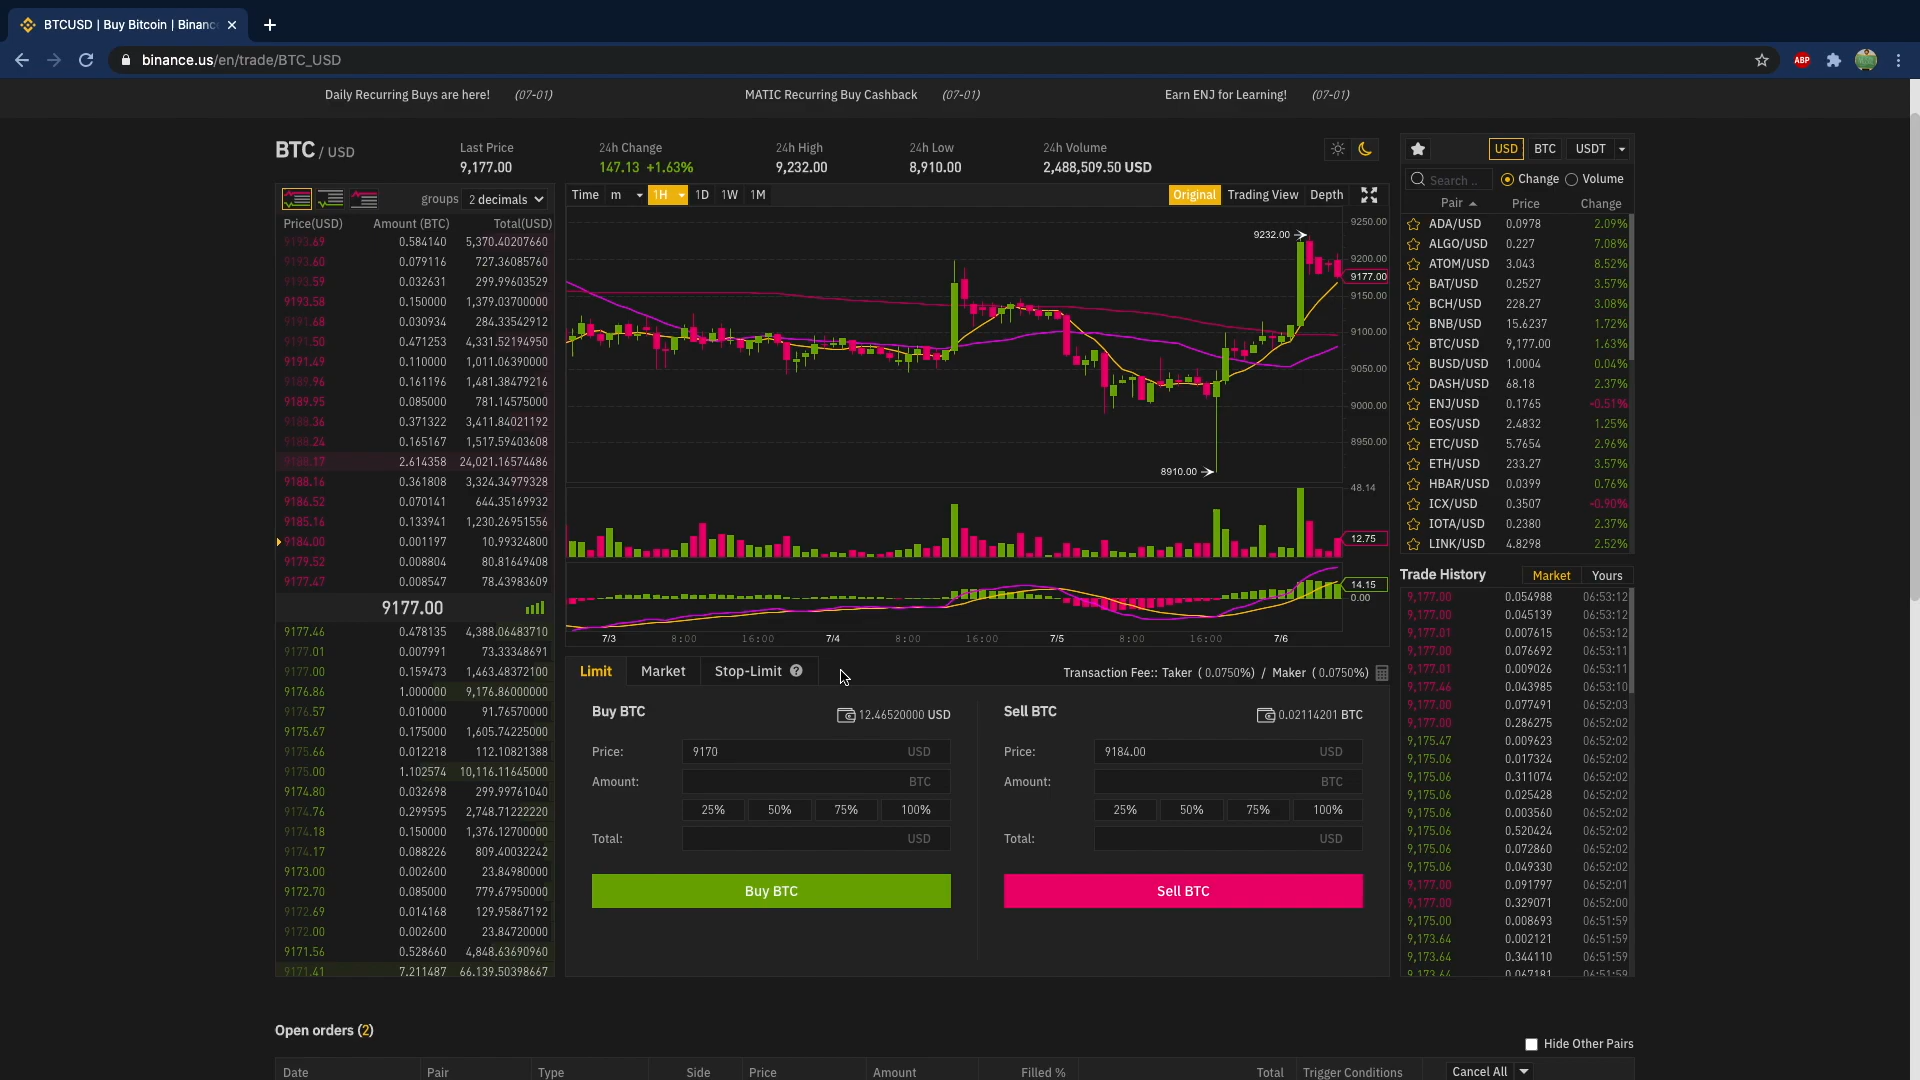 BTCUSD | Buy Bitcoin | Binanc
binance.us/en/trade/BTC_USD
ABP
Daily Recurring Buys are here! (07-01) MATIC Recurring Buy Cashback (07-01) Earn ENJ for Learning! (07-01)
BTC / USD
Last Price 24h Change 24h High 24h Low 24h Volume
9,177.00 147.13 +1.63% 9,232.00 8,910.00 2,488,509.50 USD
groups 2 decimals
Price(USD) Amount (BTC) Total(USD)
9193.69 0.584140 5,370.40207660
9193.60 0.079116 727.36085760
9193.59 0.032631 299.99603529
9193.58 0.150000 1,379.03700000
9191.68 0.030934 284.33542912
9191.50 0.471253 4,331.52194950
9191.49 0.110000 1,011.06390000
9189.96 0.161196 1,481.38479216
9189.95 0.085000 781.14575000
9188.36 0.371322 3,411.84021192
9188.24 0.165167 1,517.59403608
9188.17 2.614358 24,021.16574486
9188.16 0.361808 3,324.34979328
9186.52 0.070141 644.35169932
9185.16 0.133941 1,230.26951556
9184.00 0.001197 10.99324800
9179.52 0.008804 80.81649408
9177.47 0.008547 78.43983609
9177.00
9177.46 0.478135 4,388.06483710
9177.01 0.007991 73.33348691
9177.00 0.159473 1,463.48372100
9176.86 1.000000 9,176.86000000
9176.57 0.010000 91.76570000
9175.67 0.175000 1,605.74225000
9175.66 0.012218 112.10821388
9175.00 1.102574 10,116.11645000
9174.80 0.032698 299.99761040
9174.76 0.299595 2,748.71222220
9174.18 0.150000 1,376.12700000
9174.17 0.088226 809.40032242
9173.00 0.002600 23.84980000
9172.70 0.085000 779.67950000
9172.69 0.014168 129.95867192
9172.00 0.002600 23.84720000
9171.56 0.528660 4,848.63690960
9171.41 7.211487 66,139.50398667
Time m 1H 1D 1W 1M
Original Trading View Depth
9250.00
9232.00
9200.00
9177.00
9150.00
9100.00
9050.00
9000.00
8950.00
8910.00
48.14
12.75
14.15
0.00
7/3 8:00 16:00 7/4 8:00 16:00 7/5 8:00 16:00 7/6
Limit Market Stop-Limit ?
Transaction Fee:: Taker ( 0.0750%) / Maker ( 0.0750%)
Buy BTC 12.46520000 USD
Price: 9170 USD
Amount: BTC
25% 50% 75% 100%
Total: USD
Buy BTC
Sell BTC 0.02114201 BTC
Price: 9184.00 USD
Amount: BTC
25% 50% 75% 100%
Total: USD
Sell BTC
USD BTC USDT
Search .. Change Volume
Pair Price Change
ADA/USD 0.0978 2.09%
ALGO/USD 0.227 7.08%
ATOM/USD 3.043 8.52%
BAT/USD 0.2527 3.57%
BCH/USD 228.27 3.08%
BNB/USD 15.6237 1.72%
BTC/USD 9,177.00 1.63%
BUSD/USD 1.0004 0.04%
DASH/USD 68.18 2.37%
ENJ/USD 0.1765 -0.51%
EOS/USD 2.4832 1.25%
ETC/USD 5.7654 2.96%
ETH/USD 233.27 3.57%
HBAR/USD 0.0399 0.76%
ICX/USD 0.3507 -0.90%
IOTA/USD 0.2380 2.37%
LINK/USD 4.8298 2.52%
Trade History Market Yours
9,177.00 0.054988 06:53:12
9,177.00 0.045139 06:53:12
9,177.01 0.007615 06:53:12
9,177.00 0.076692 06:53:11
9,177.01 0.009026 06:53:11
9,177.46 0.043985 06:53:10
9,177.00 0.077491 06:52:03
9,177.00 0.286275 06:52:02
9,175.47 0.009623 06:52:02
9,175.06 0.017324 06:52:02
9,175.06 0.311074 06:52:02
9,175.06 0.025428 06:52:02
9,175.06 0.003560 06:52:02
9,175.06 0.520424 06:52:02
9,175.06 0.072860 06:52:02
9,175.06 0.049330 06:52:02
9,177.00 0.091797 06:52:01
9,177.00 0.329071 06:52:00
9,175.00 0.008693 06:51:59
9,173.64 0.002121 06:51:59
9,173.64 0.344110 06:51:59
9,173.64 0.067181 06:51:59
Open orders (2)
Hide Other Pairs
Date Pair Type Side Price Amount Filled % Total Trigger Conditions Cancel All